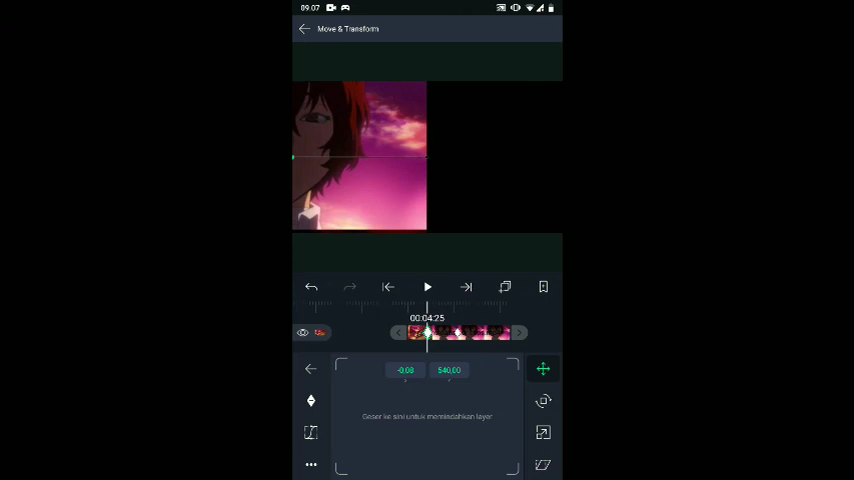 09.07
Move & Transform
00:04:25
-0.08 540,00
x y
Geser ke sini untuk memindahkan layer.